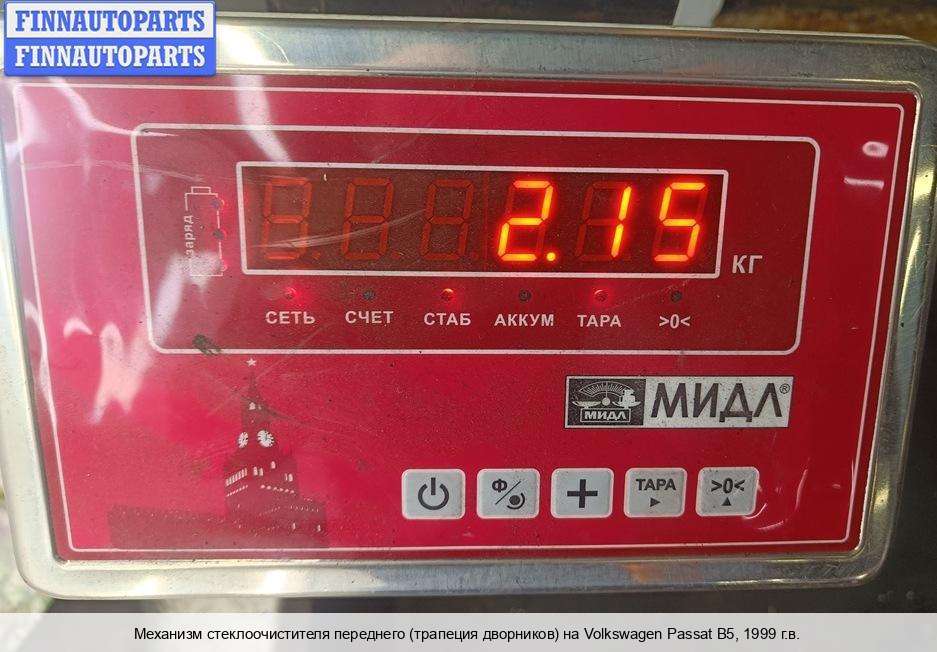 FINNAUTOPARTS
FINNAUTOPARTS
2.15
заряд
КГ
СЕТЬ СЧЕТ СТАБ АККУМ ТАРА >0<
МИДЛ МИДЛ®
Ф ТАРА >0<
Механизм стеклоочистителя переднего (трапеция дворников) на Volkswagen Passat B5, 1999 г.в.